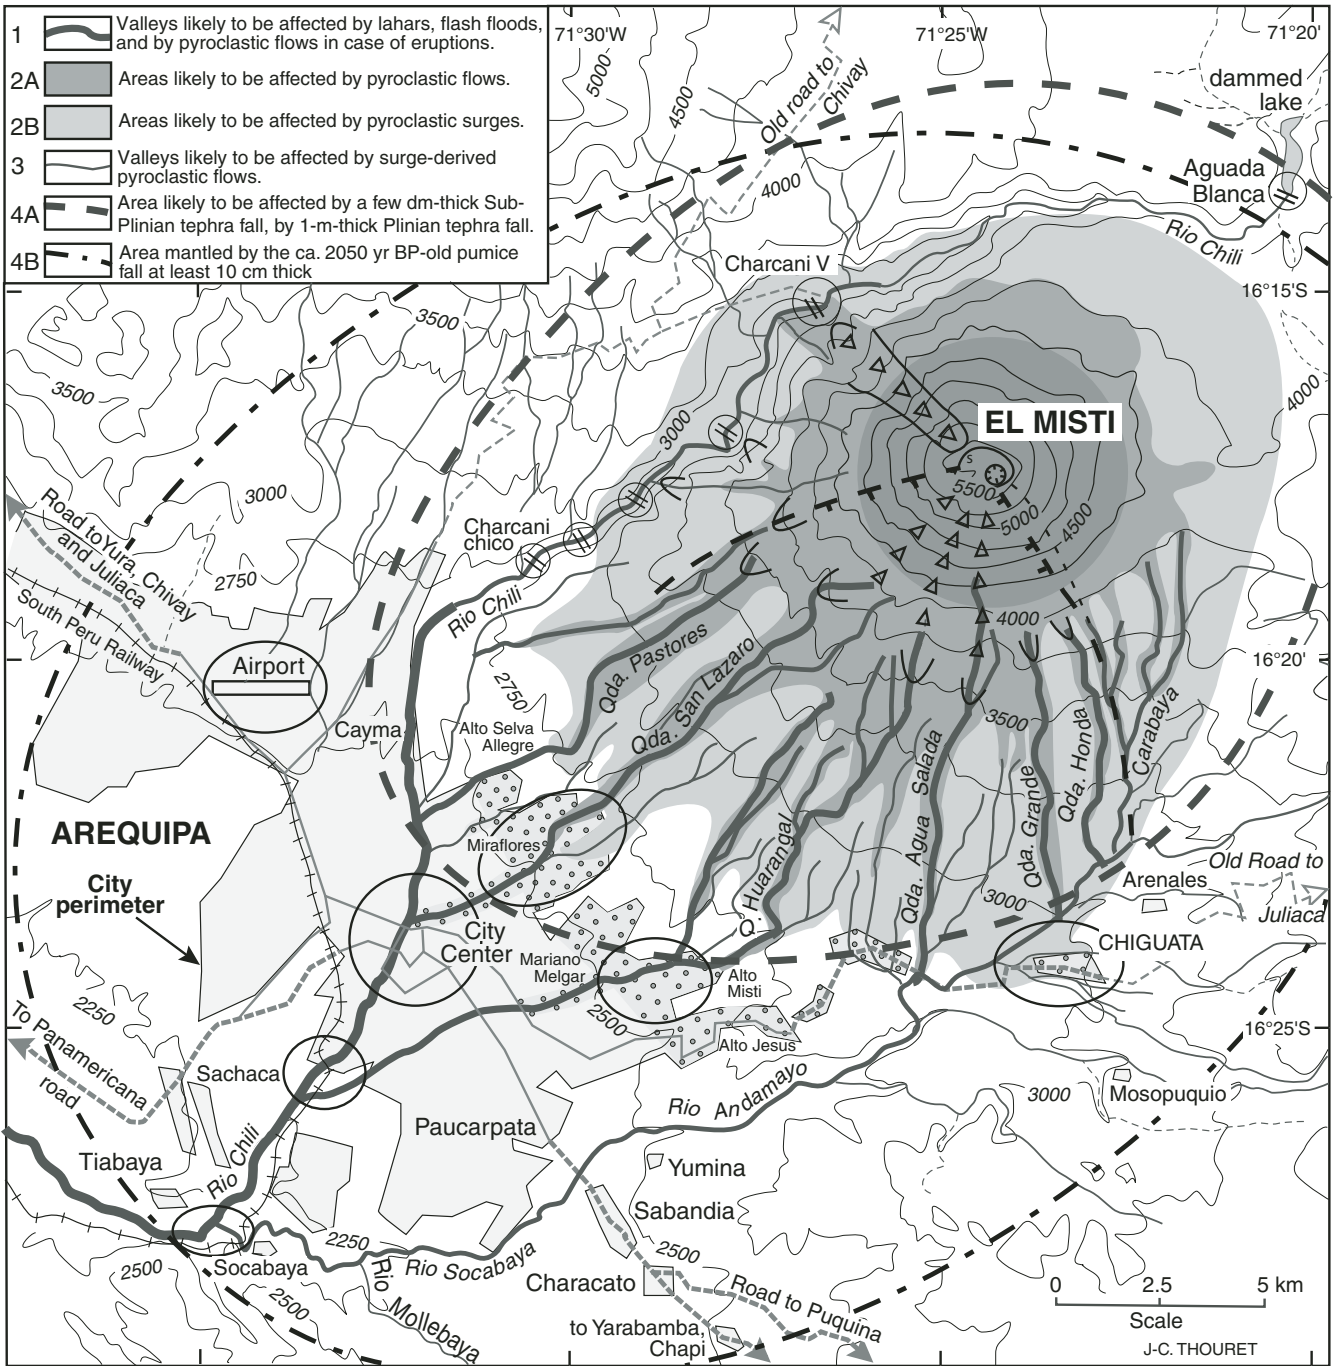 1
Valleys likely to be affected by lahars, flash floods,
and by pyroclastic flows in case of eruptions.
2A
Areas likely to be affected by pyroclastic flows.
2B
Areas likely to be affected by pyroclastic surges.
3
Valleys likely to be affected by surge-derived
pyroclastic flows.
4A
Area likely to be affected by a few dm-thick Sub-
Plinian tephra fall, by 1-m-thick Plinian tephra fall.
4B
Area mantled by the ca. 2050 yr BP-old pumice
fall at least 10 cm thick
71°30'W
71°25'W
71°20'
5000
4500
Old road to
Chivay
dammed
lake
4000
Aguada
Blanca
Rio Chili
Charcani V
16°15'S
3500
3500
4000
3000
EL MISTI
S
5500
5000
4500
3000
Road to Yura, Chivay
and Juliaca
Charcani
chico
2750
South Peru Railway
Rio Chili
4000
16°20'
Airport
Qda. Pastores
Qda. San Lazaro
2750
Cayma
Alto Selva
Allegre
3500
Qda. Agua Salada
Qda. Grande
Qda. Honda
Carabaya
AREQUIPA
Miraflores
Q. Huarangal
City
perimeter
3000
Old Road to
Juliaca
Arenales
City
Center
CHIGUATA
Mariano
Melgar
Alto
Misti
2250
2500
16°25'S
To Panamericana
road
Alto Jesus
Sachaca
Rio Andamayo
3000
Mosopuquio
Paucarpata
Tiabaya
Rio Chili
Yumina
Sabandia
2250
Rio Socabaya
2500
Socabaya
2500
2500
Rio
Mollebaya
Characato
Road to Puquina
to Yarabamba,
Chapi
0
2.5
5 km
Scale
J-C. THOURET